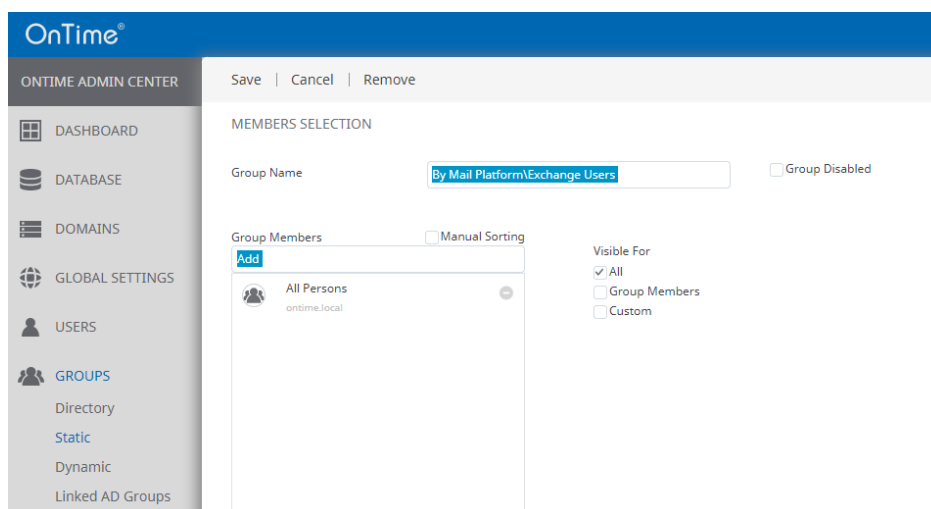 OnTime®
ONTIME ADMIN CENTER
Save | Cancel | Remove
DASHBOARD
DATABASE
DOMAINS
GLOBAL SETTINGS
USERS
GROUPS
Directory
Static
Dynamic
Linked AD Groups
MEMBERS SELECTION
Group Name
By Mail Platform\Exchange Users
Group Disabled
Group Members
Manual Sorting
Add
All Persons
ontime.local
Visible For
All
Group Members
Custom